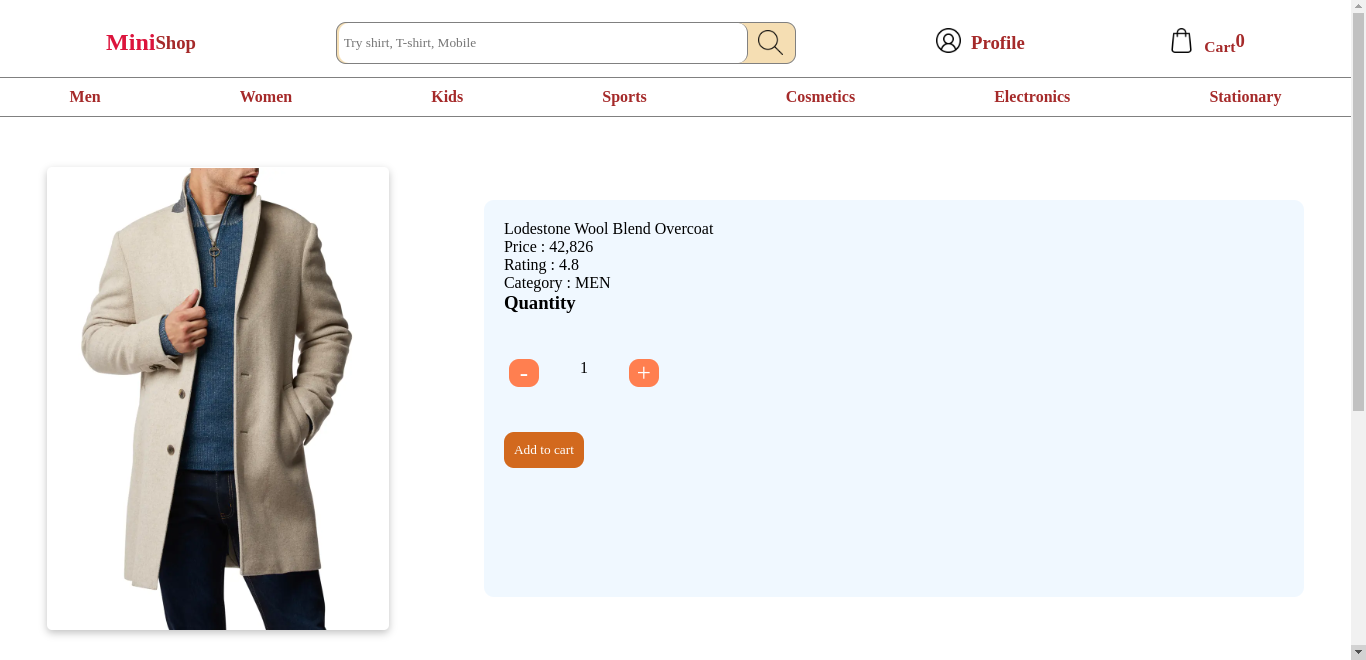 MiniShop
Try shirt, T-shirt, Mobile
Profile
Cart0
Men Women Kids Sports Cosmetics Electronics Stationary
Lodestone Wool Blend Overcoat
Price : 42,826
Rating : 4.8
Category : MEN
Quantity
- 1 +
Add to cart